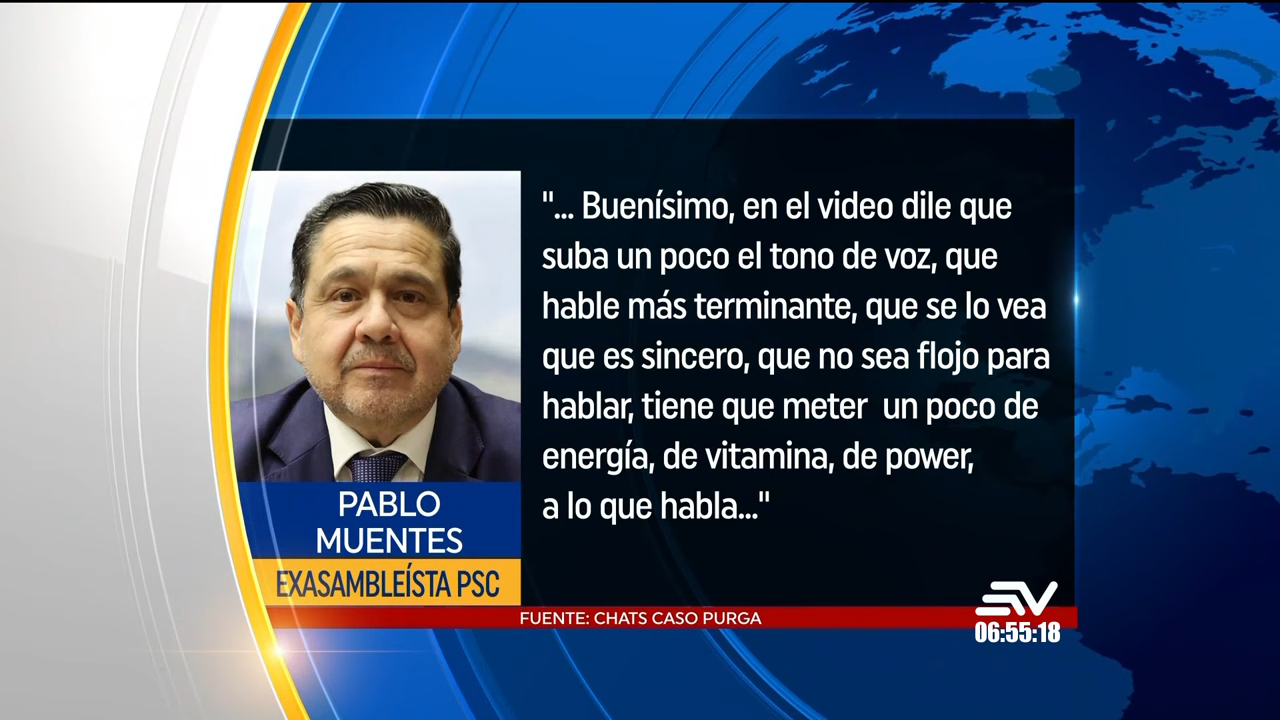 "... Buenísimo, en el video dile que
suba un poco el tono de voz, que
hable más terminante, que se lo vea
que es sincero, que no sea flojo para
hablar, tiene que meter  un poco de
energía, de vitamina, de power,
a lo que habla..."
PABLO
MUENTES
EXASAMBLEÍSTA PSC
FUENTE: CHATS CASO PURGA
06:55:18